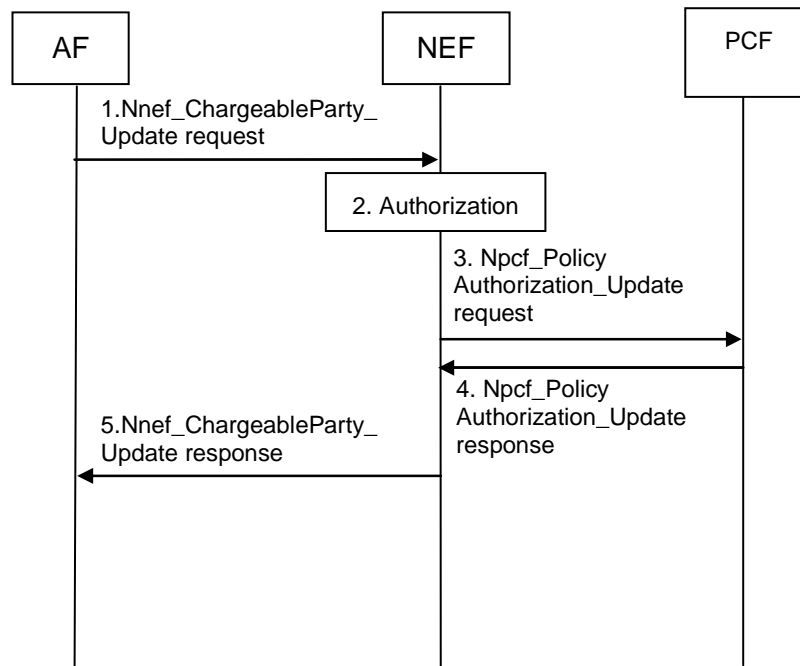 AF
NEF
PCF
1.Nnef_ChargeableParty_
Update request
2. Authorization
3. Npcf_Policy
Authorization_Update
request
4. Npcf_Policy
Authorization_Update
response
5.Nnef_ChargeableParty_
Update response